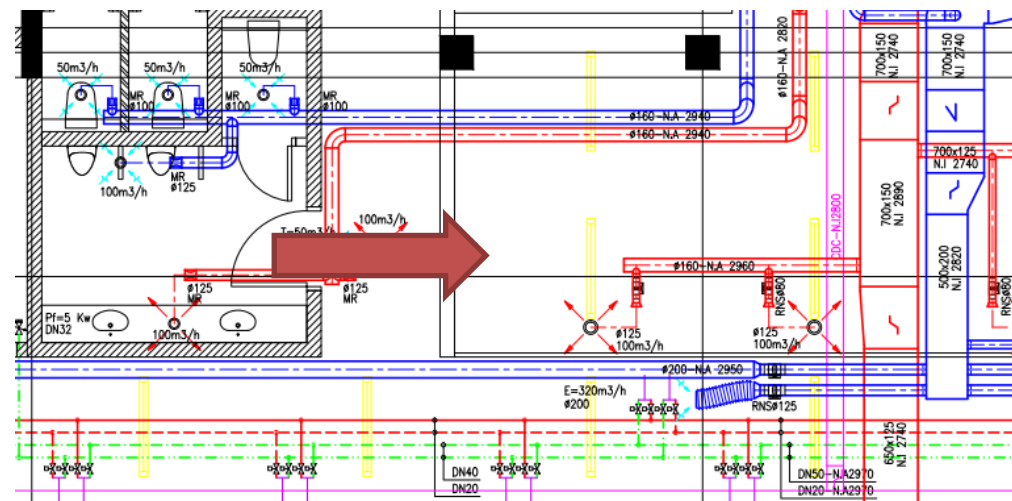 50m3/h
50m3/h
50m3/h
MR
ø100
MR
ø100
MR
ø100
ø160-N.A 2820
700x150
N.I 2740
700x150
N.I 2740
ø160-N.A 2940
ø160-N.A 2940
MR
ø125
100m3/h
700x125
N.I 2740
700x150
N.I 2890
100m3/h
T=50m3/h
CDC-N.I2800
500x200
N.I 2820
ø160-N.A 2960
ø125
MR
ø125
MR
RNSø80
RNSø80
Pf=5 Kw
DN32
100m3/h
ø125
100m3/h
ø125
100m3/h
ø200-N.A 2950
E=320m3/h
ø200
RNSø125
650x125
N.I 2740
DN40
DN20
DN50-N.A2970
DN20-N.A2970